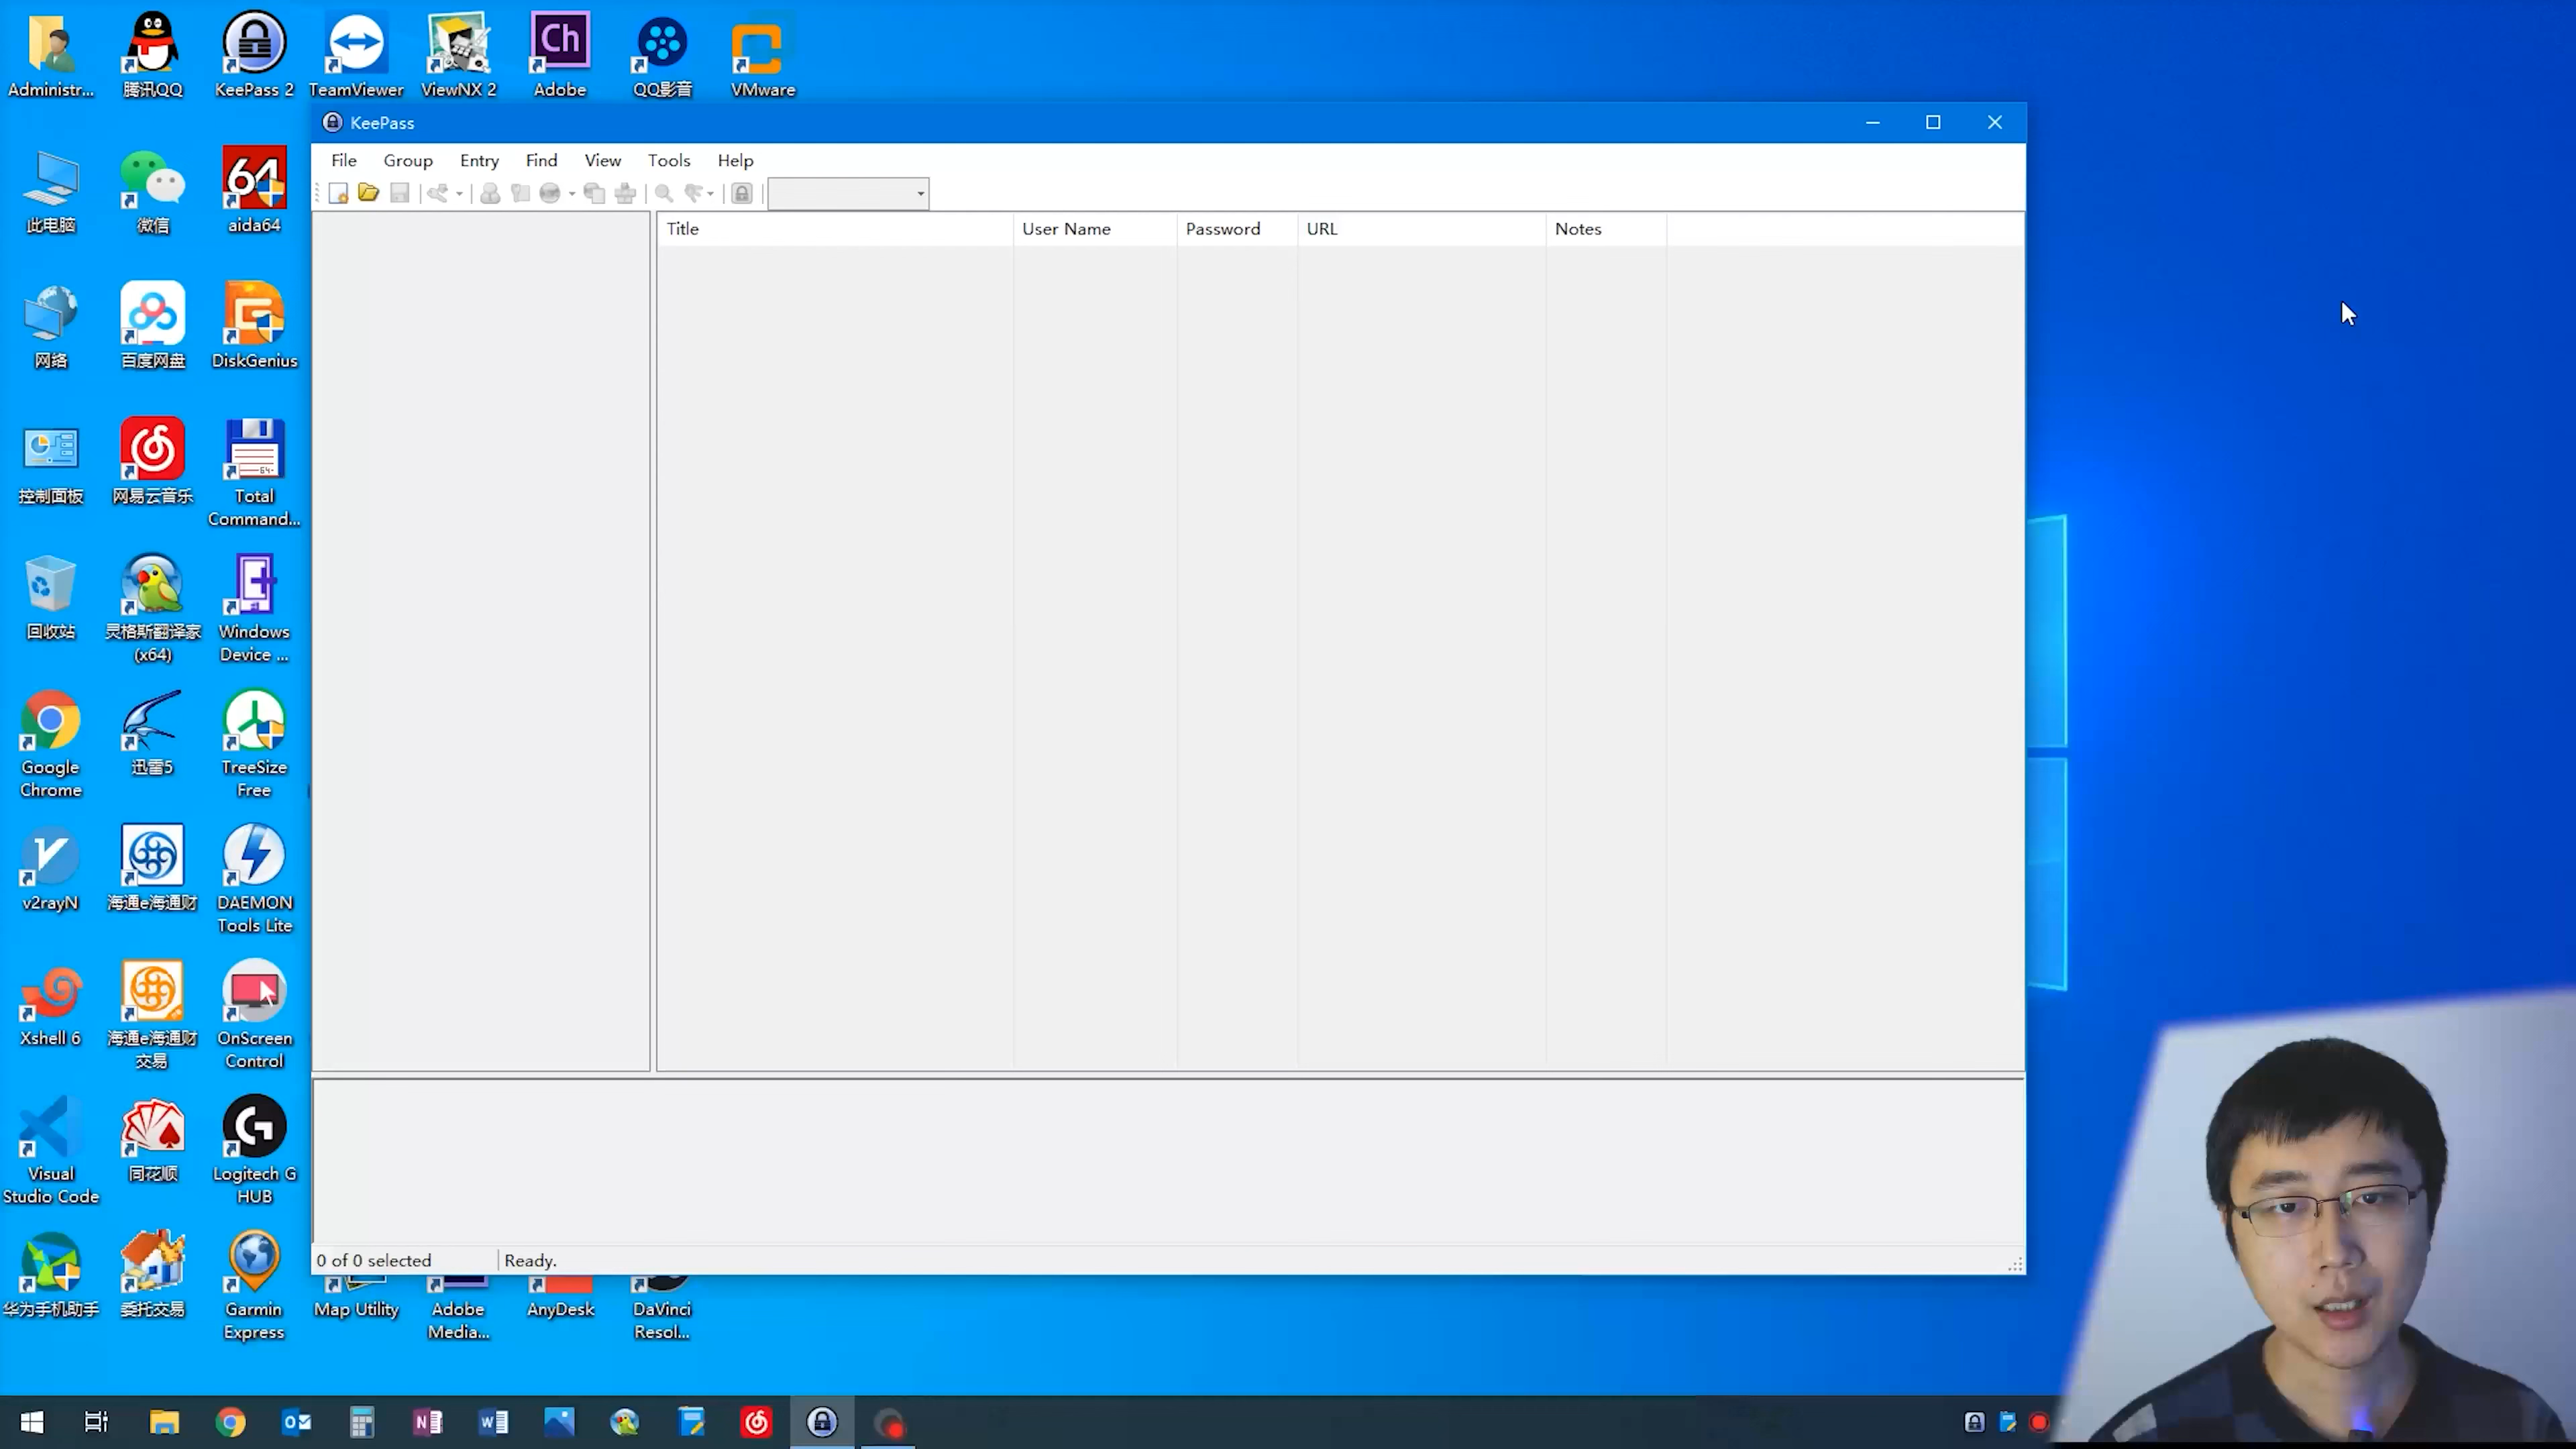 Administr...
腾讯QQ
KeePass 2
TeamViewer
ViewNX 2
Ch
Adobe
QQ影音
VMware
KeePass
File Group Entry Find View Tools Help
Title User Name Password URL Notes
此电脑
微信
64
aida64
网络
百度网盘
DiskGenius
控制面板
网易云音乐
Total
Command...
回收站
灵格斯翻译家
(x64)
Windows
Device ...
Google
Chrome
迅雷5
TreeSize
Free
v2rayN
海通e海通财
DAEMON
Tools Lite
Xshell 6
海通e海通财
交易
OnScreen
Control
Visual
Studio Code
同花顺
Logitech G
HUB
0 of 0 selected
Ready.
华为手机助手
委托交易
Garmin
Express
Map Utility
Adobe
Media...
AnyDesk
DaVinci
Resol...